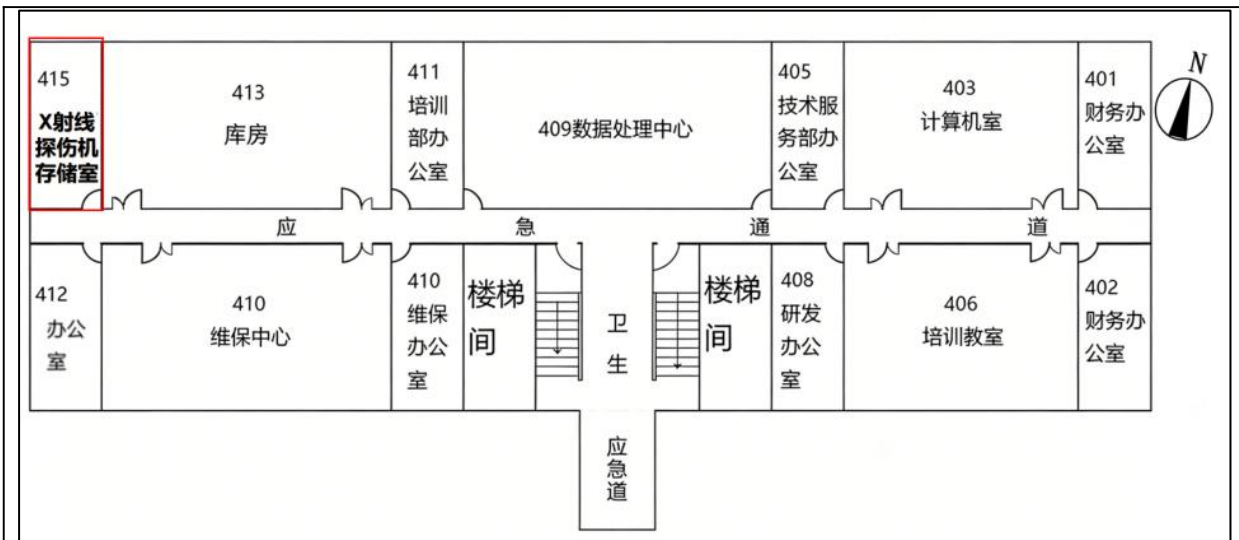 415
X射线
探伤机
存储室
413
库房
411
培训
部办
公室
409数据处理中心
405
技术服
务部办
公室
403
计算机室
401
财务办
公室
N
应急通道
412
办公
室
410
维保中心
410
维保
办公
室
楼梯
间
卫
生
楼梯
间
408
研发
办公
室
406
培训教室
402
财务办
公室
应
急
道